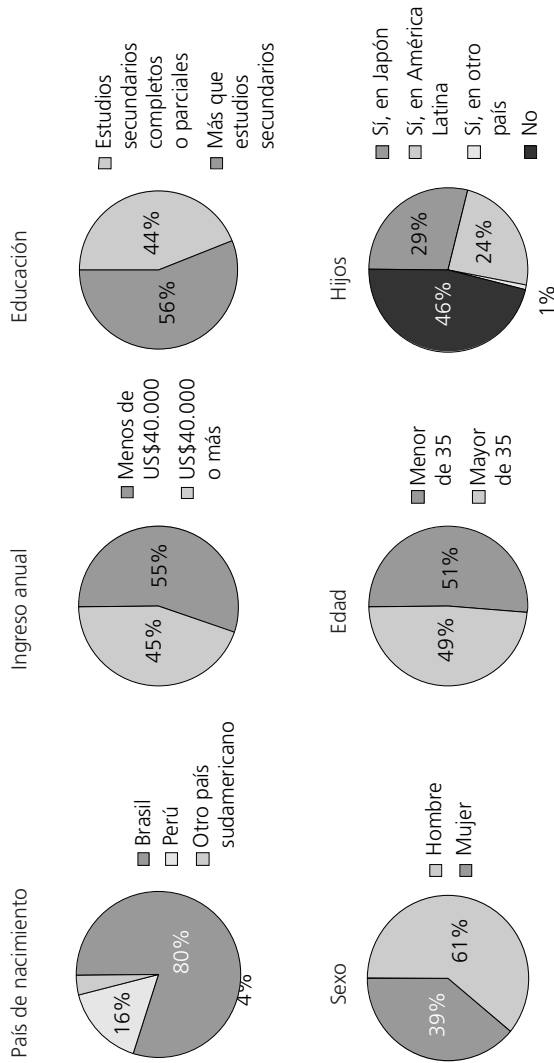 País de nacimiento
80%
16%
4%
Brasil
Perú
Otro país
sudamericano
Ingreso anual
55%
45%
Menos de
US$40.000
US$40.000
o más
Educación
44%
56%
Estudios
secundarios
completos
o parciales
Más que
estudios
secundarios
Sexo
39%
61%
Hombre
Mujer
Edad
49%
51%
Menor
de 35
Mayor
de 35
Hijos
46%
29%
24%
1%
Sí, en Japón
Sí, en América
Latina
Sí, en otro
país
No